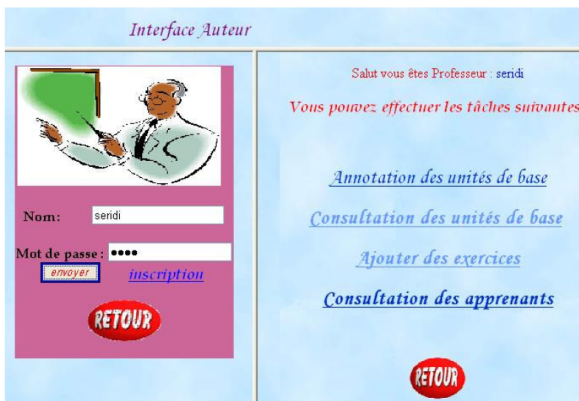 Interface Auteur
Nom:
seridi
Mot de passe :
envoyer
inscription
RETOUR
Salut vous êtes Professeur : seridi
Vous pouvez effectuer les tâches suivantes
Annotation des unités de base
Consultation des unités de base
Ajouter des exercices
Consultation des apprenants
RETOUR